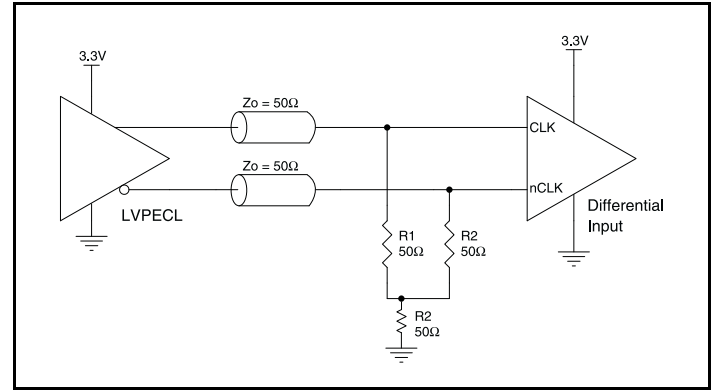 3.3V
3.3V
Zo = 50Ω
CLK
Zo = 50Ω
nCLK
LVPECL
Differential
Input
R1
50Ω
R2
50Ω
R2
50Ω